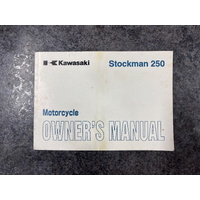 Kawasaki Stockman 250
Motorcycle
OWNER'S MANUAL